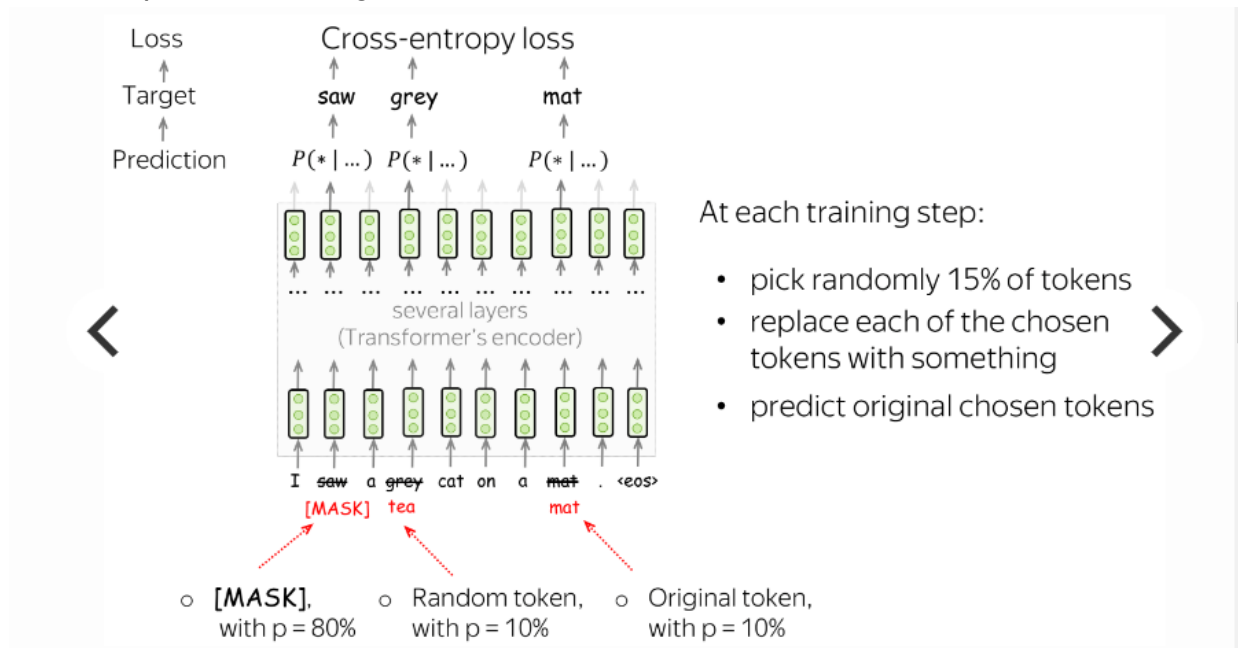 Loss
Cross-entropy loss
Target
saw grey mat
Prediction
P(* | ...) P(* | ...) P(* | ...)
... ... ... ... ... ... ... ... ... ...
several layers
(Transformer's encoder)
I saw a grey cat on a mat . <eos>
[MASK] tea mat
At each training step:
• pick randomly 15% of tokens
• replace each of the chosen
tokens with something
• predict original chosen tokens
○ [MASK],
with p = 80%
○ Random token,
with p = 10%
○ Original token,
with p = 10%